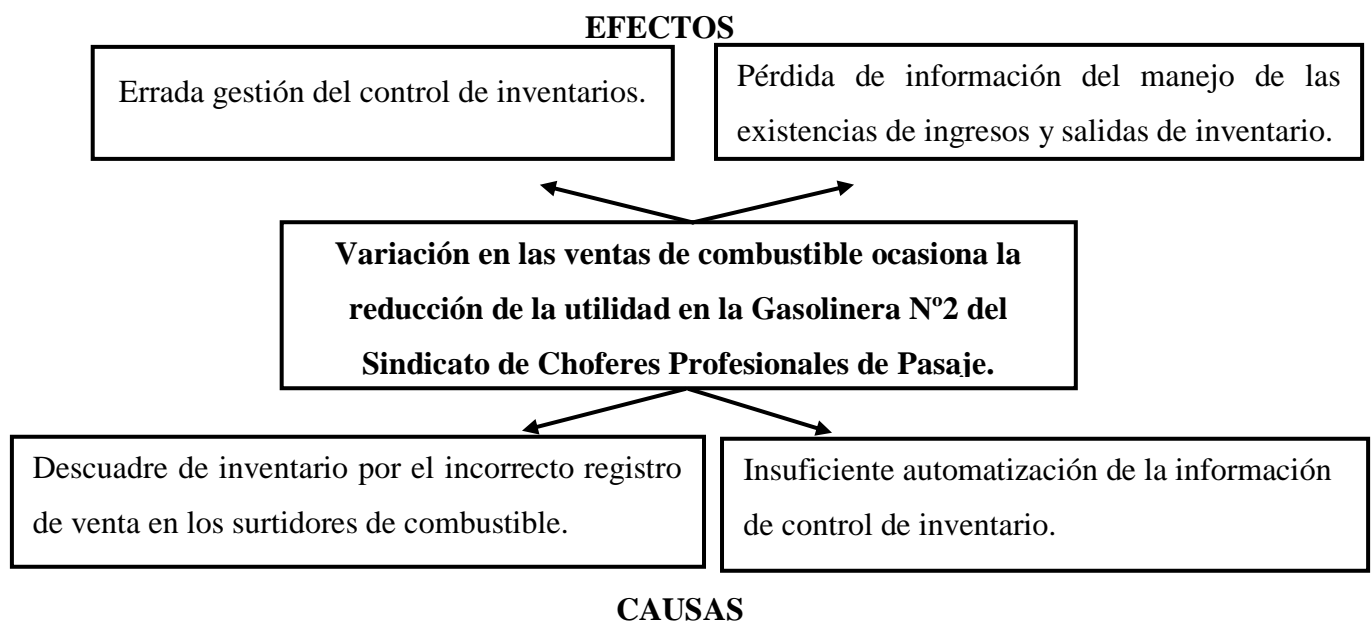 EFECTOS
Errada gestión del control de inventarios.
Pérdida de información del manejo de las
existencias de ingresos y salidas de inventario.
Variación en las ventas de combustible ocasiona la
reducción de la utilidad en la Gasolinera Nº2 del
Sindicato de Choferes Profesionales de Pasaje.
Descuadre de inventario por el incorrecto registro
de venta en los surtidores de combustible.
Insuficiente automatización de la información
de control de inventario.
CAUSAS